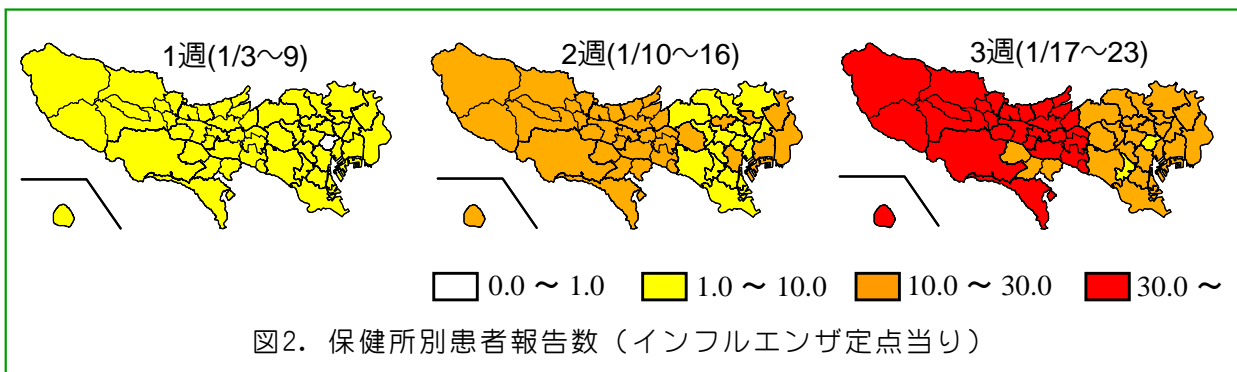 1週(1/3～9)
2週(1/10～16)
3週(1/17～23)
0.0 ～ 1.0
1.0 ～ 10.0
10.0 ～ 30.0
30.0 ～
図2. 保健所別患者報告数（インフルエンザ定点当り）